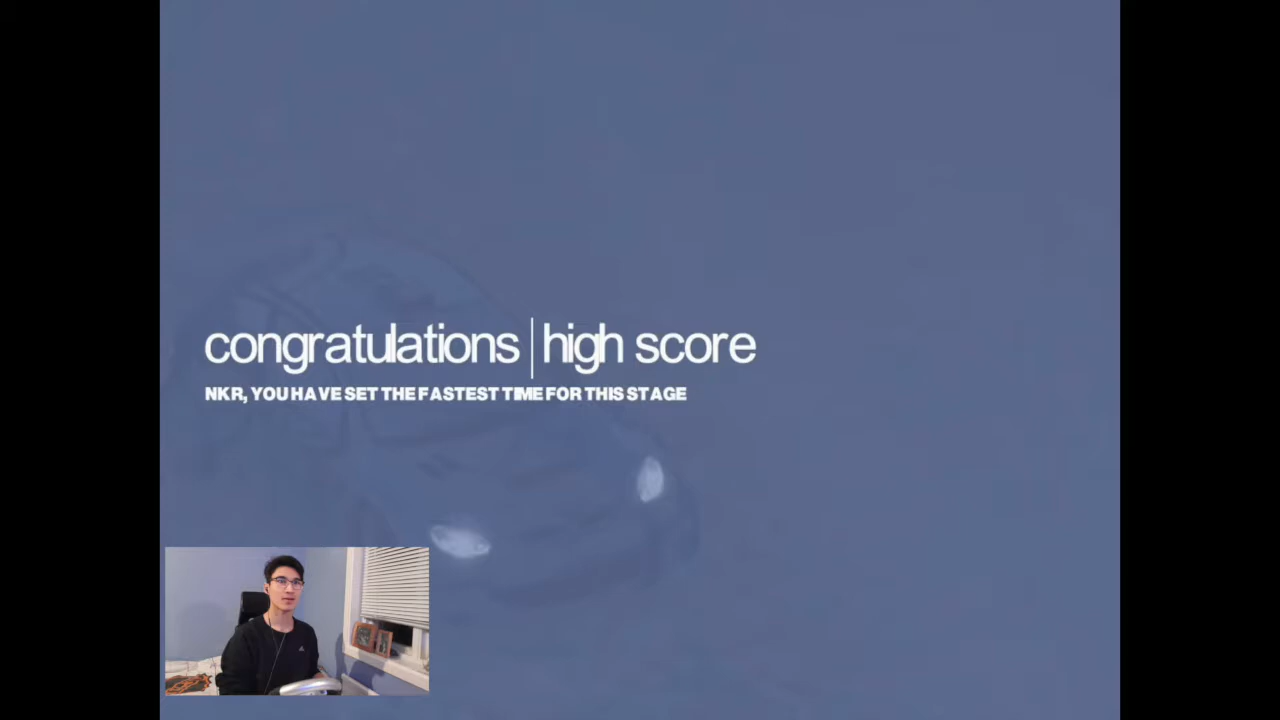 congratulations | high score
NKR, YOU HAVE SET THE FASTEST TIME FOR THIS STAGE